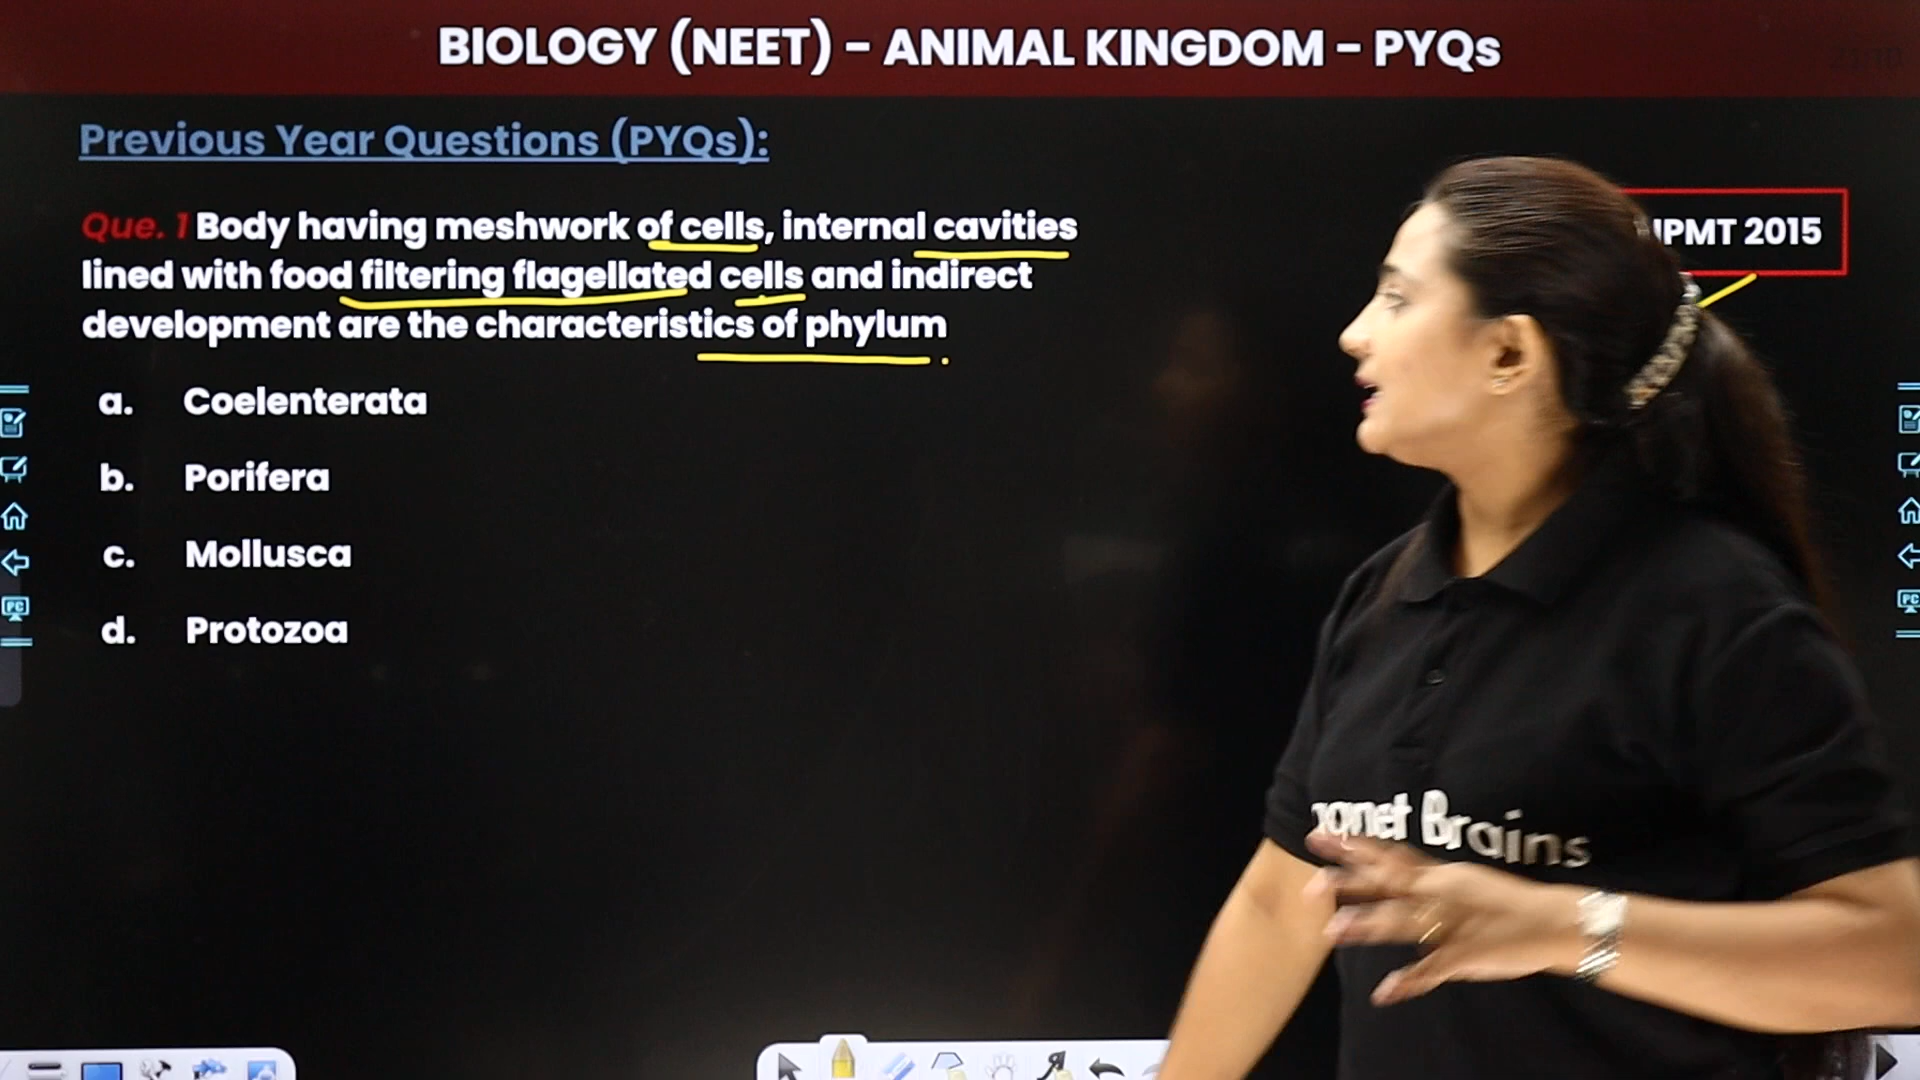 BIOLOGY (NEET) – ANIMAL KINGDOM – PYQs
Previous Year Questions (PYQs):
Que. 1 Body having meshwork of cells, internal cavities
lined with food filtering flagellated cells and indirect
development are the characteristics of phylum
PMT 2015
a. Coelenterata
b. Porifera
c. Mollusca
d. Protozoa
PC
PC
Brains